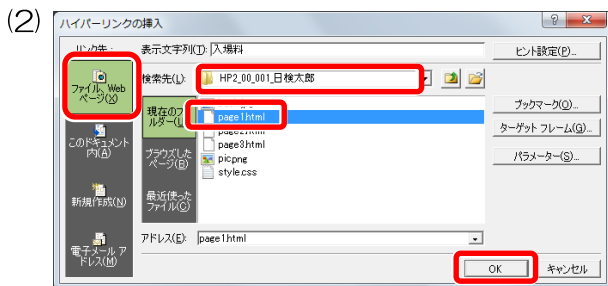 (2)
ハイパーリンクの挿入
リンク先:
表示文字列(T): 入場料
ヒント設定(P)...
ファイル、Web
ページ(X)
検索先(L):
HP2_00_001_日検太郎
現在のフ
ォルダー(U)
page1.html
page2.html
page3.html
pic.png
style.css
ブックマーク(O)...
ターゲット フレーム(G)...
このドキュメント
内(A)
ブラウズした
ページ(B)
パラメーター(S)...
新規作成(N)
最近使った
ファイル(C)
電子メール ア
ドレス(M)
アドレス(E): page1.html
OK
キャンセル